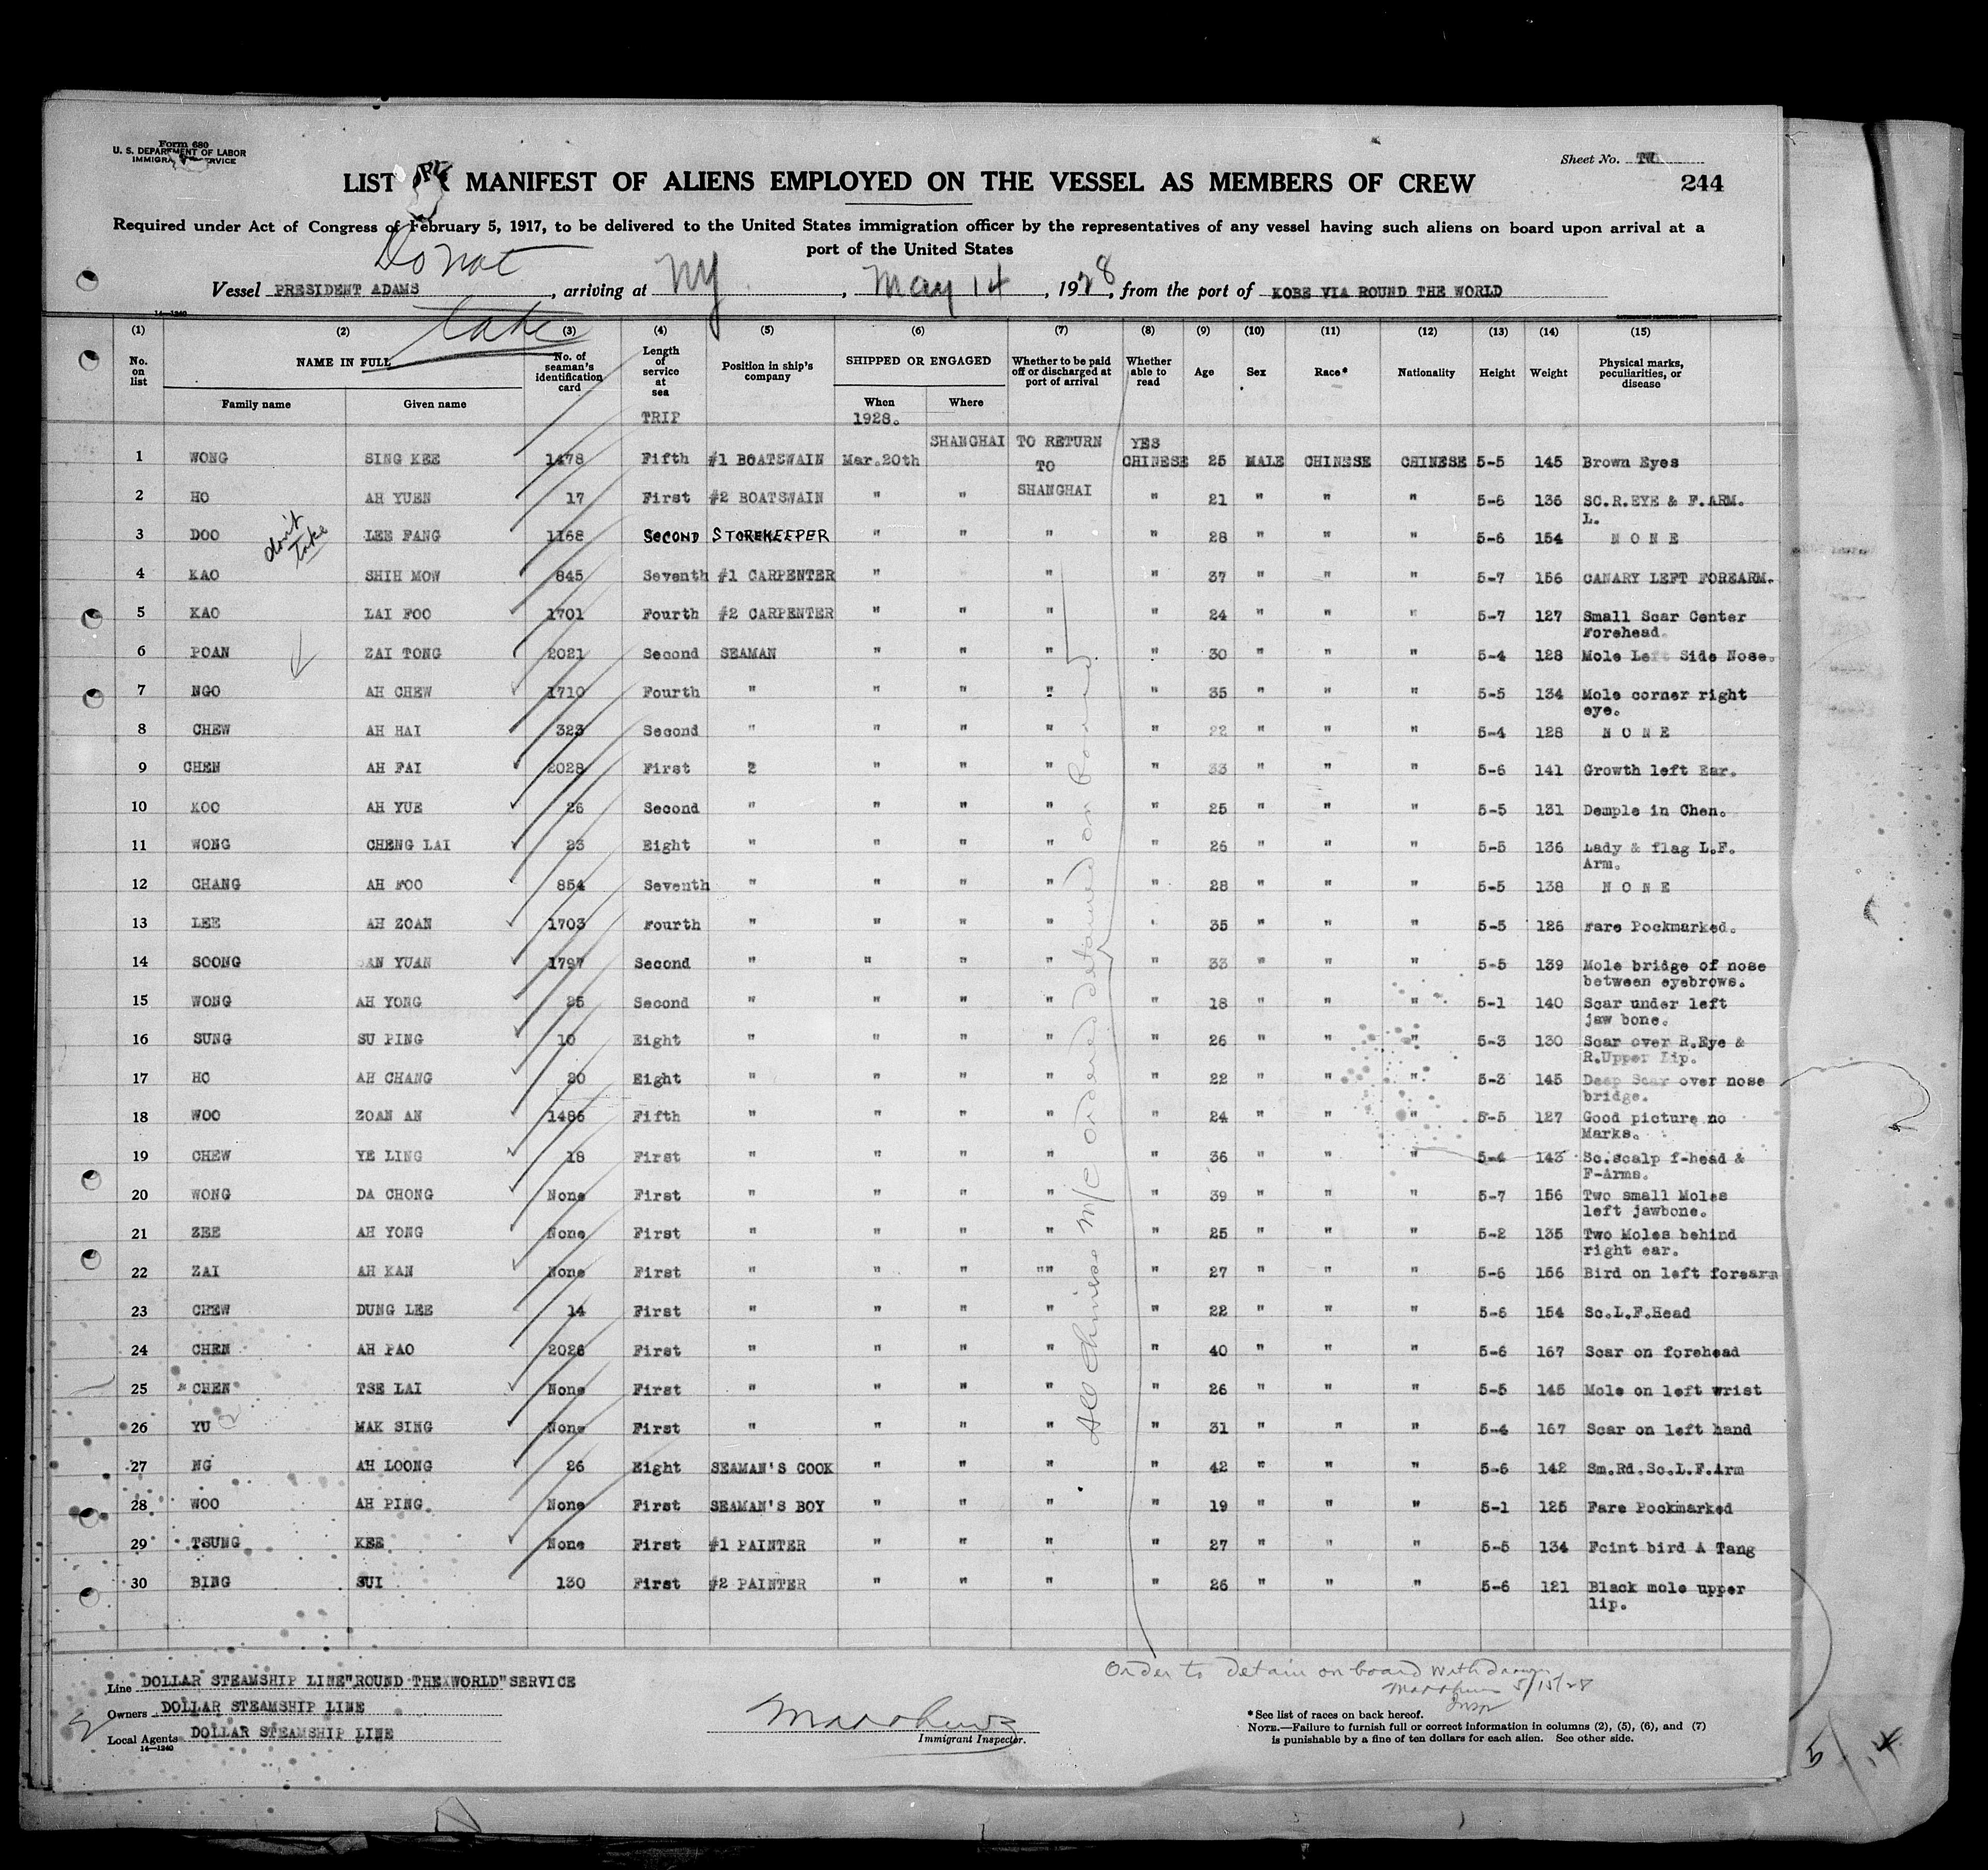 Form 680
U. S. DEPARTMENT OF LABOR
Sheet No.
LIST MANIFEST OF ALIENS EMPLOYED ON THE VESSEL AS MEMBERS OF CREW
244
Required under Act of Congress of February 5, 1917, to be delivered to the United States immigration officer by the representatives of any vessel having such aliens on board upon arrival at a
port of the United States
Do not
take
Vessel PRESIDENT ADAMS, arriving at NY, May 14, 1928, from the port of KOBE VIA ROUND THE WORLD
14—1240
(1) (2) (3) (4) (5) (6) (7) (8) (9) (10) (11) (12) (13) (14) (15)
No. on list NAME IN FULL No. of seaman's identification card Length of service at sea Position in ship's company SHIPPED OR ENGAGED Whether to be paid off or discharged at port of arrival Whether able to read Age Sex Race* Nationality Height Weight Physical marks, peculiarities, or disease
Family name Given name When Where
TRIP 1928.
SHANGHAI TO RETURN YES
1 WONG SING KEE 1478 Fifth #1 BOATSWAIN Mar.20th TO CHINESE 25 MALE CHINESE CHINESE 5-5 145 Brown Eyes
SHANGHAI
2 HO AH YUEN 17 First #2 BOATSWAIN " " " 21 " " " 5-6 136 SC.R.EYE & F.ARM.
L.
don't take
3 DOO LEE FANG 1168 SECOND STOREKEEPER " " " " 28 " " " 5-6 154 N O N E
4 KAO SHIH MOW 845 Seventh #1 CARPENTER " " " 37 " " " 5-7 156 CANARY LEFT FOREARM.
5 KAO LAI FOO 1701 Fourth #2 CARPENTER " " " " 24 " " " 5-7 127 Small Scar Center
Forehead.
6 POAN ZAI TONG 2021 Second SEAMAN " " " " 30 " " " 5-4 128 Mole Left Side Nose.
7 NGO AH CHEW 1710 Fourth " " " " " 35 " " " 5-5 134 Mole corner right
eye.
8 CHEW AH HAI 323 Second " " " " " 22 " " " 5-4 128 N O N E
9 CHEN AH FAI 2028 First 2 " " " " 33 " " " 5-6 141 Growth left Ear.
10 KOO AH YUE 26 Second " " " " " 25 " " " 5-5 131 Demple in Chen.
11 WONG CHENG LAI 23 Eight " " " " " 26 " " " 5-5 136 Lady & flag L.F.
Arm.
12 CHANG AH FOO 854 Seventh " " " " " 28 " " " 5-5 138 N O N E
13 LEE AH ZOAN 1703 Fourth " " " " " 35 " " " 5-5 126 Fare Pockmarked.
14 SOONG AN YUAN 1797 Second " " " " " 33 " " " 5-5 139 Mole bridge of nose
between eyebrows.
15 WONG AH YONG 25 Second " " " " " 18 " " " 5-1 140 Scar under left
jaw bone.
16 SUNG SU PING 10 Eight " " " " " 26 " " " 5-3 130 Scar over R.Eye &
R.Upper Lip.
17 HO AH CHANG 20 Eight " " " " " 22 " " " 5-3 145 Deep Scar over nose
bridge.
18 WOO ZOAN AN 1486 Fifth " " " " " 24 " " " 5-5 127 Good picture no
Marks.
19 CHEW YE LING 18 First " " " " " 36 " " " 5-4 143 Sc.scalp f-head &
F-Arms.
20 WONG DA CHONG None First " " " " " 39 " " " 5-7 156 Two small Moles
left jawbone.
21 ZEE AH YONG None First " " " " " 25 " " " 5-2 135 Two Moles behind
right ear.
22 ZAI AH KAN None First " " " "" " 27 " " " 5-6 156 Bird on left forearm
23 CHEW DUNG LEE 14 First " " " " " 22 " " " 5-6 154 Sc.L.F.Head
24 CHEN AH PAO 2026 First " " " " " 40 " " " 5-6 167 Scar on forehead
25 CHEN TSE LAI None First " " " " " 26 " " " 5-5 145 Mole on left wrist
26 YU MAK SING None First " " " " " 31 " " " 5-4 167 Scar on left hand
27 NG AH LOONG 26 Eight SEAMAN'S COOK " " " " 42 " " " 5-6 142 Sm.Rd.Sc.L.F.Arm
28 WOO AH PING. None First SEAMAN'S BOY " " " " 19 " " " 5-1 125 Fare Pockmarked
29 TSUNG KEE None First #1 PAINTER " " " " 27 " " " 5-5 134 Fcint bird A Tang
30 BING SUI 130 First #2 PAINTER " " " " 26 " " " 5-6 121 Black mole upper
lip.
All Chinese M/C ordered detained on board
Line DOLLAR STEAMSHIP LINE"ROUND THEXWORLD"SERVICE
Owners DOLLAR STEAMSHIP LINE
Local Agents DOLLAR STEAMSHIP LINE
14—1240
Immigrant Inspector.
Order to detain on board
5/15/28
Insp
* See list of races on back hereof.
NOTE.—Failure to furnish full or correct information in columns (2), (5), (6), and (7)
is punishable by a fine of ten dollars for each alien. See other side.